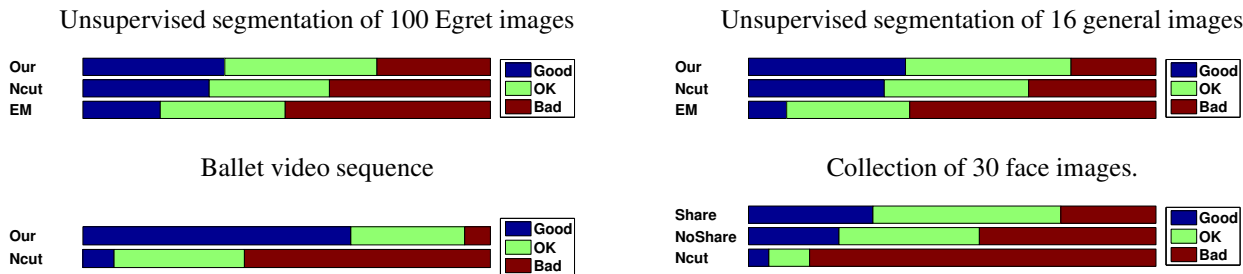 Unsupervised segmentation of 100 Egret images
Our
Ncut
EM
Good
OK
Bad
Unsupervised segmentation of 16 general images
Our
Ncut
EM
Good
OK
Bad
Ballet video sequence
Our
Ncut
Good
OK
Bad
Collection of 30 face images.
Share
NoShare
Ncut
Good
OK
Bad